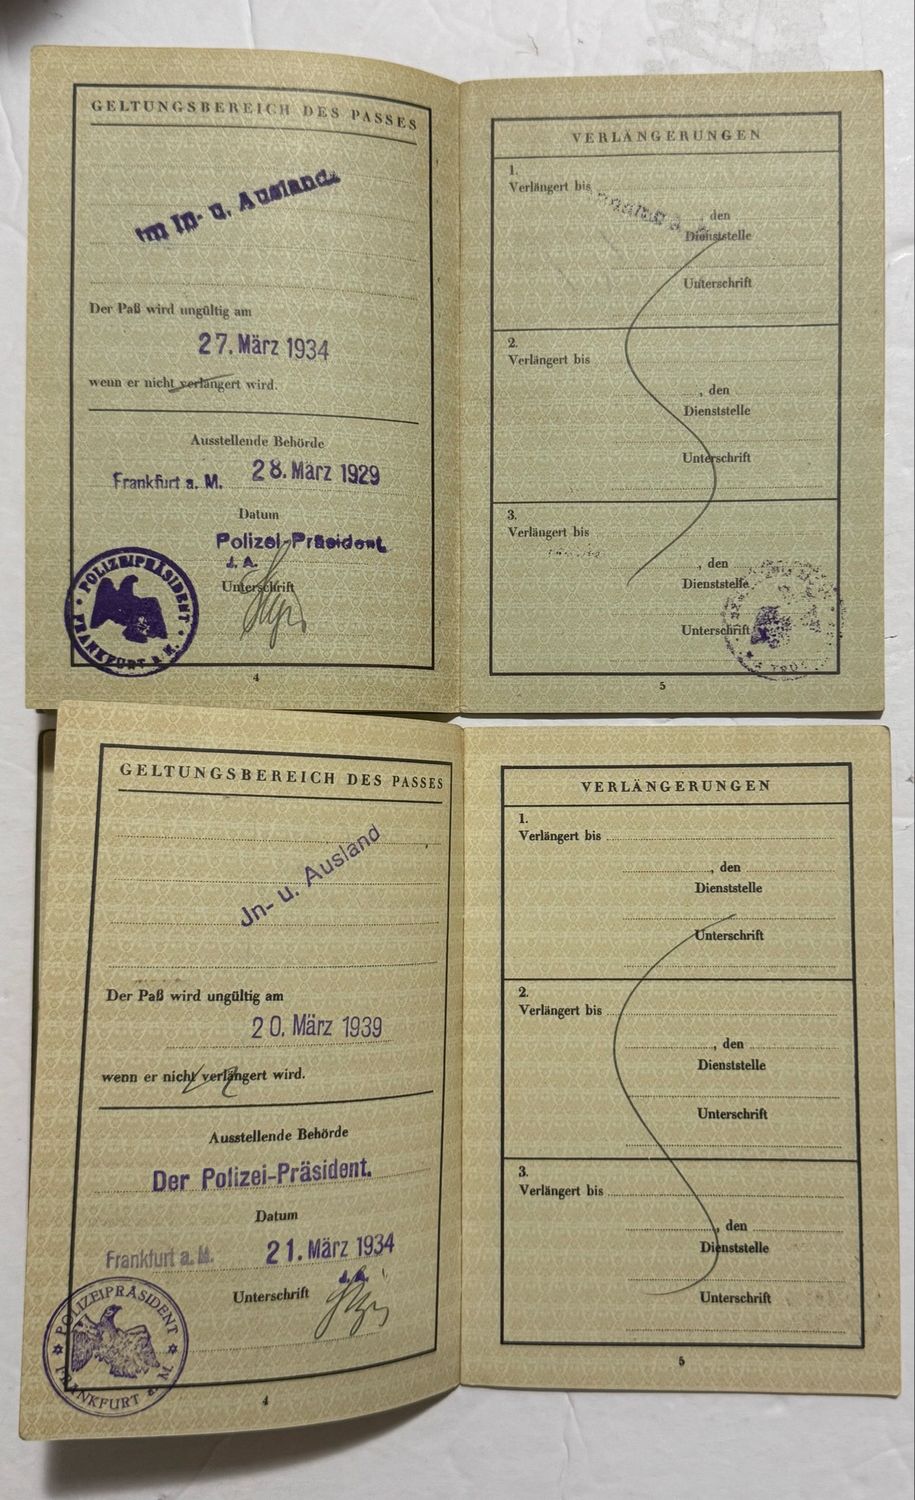 GELTUNGSBEREICH DES PASSES
Im In- u. Ausland.
Der Paß wird ungültig am
27. März 1934
wenn er nicht verlängert wird.
Ausstellende Behörde
Frankfurt a. M. 28. März 1929
Datum
Polizei-Präsident
J. A.
Unterschrift
POLIZEIPRÄSIDENT
FRANKFURT a. M.
4
VERLÄNGERUNGEN
1.
Verlängert bis
, den
Dienststelle
Unterschrift
2.
Verlängert bis
, den
Dienststelle
Unterschrift
3.
Verlängert bis
, den
Dienststelle
Unterschrift
5
GELTUNGSBEREICH DES PASSES
Jn- u. Ausland
Der Paß wird ungültig am
20. März 1939
wenn er nicht verlängert wird.
Ausstellende Behörde
Der Polizei-Präsident.
Datum
Frankfurt a. M. 21. März 1934
J. A.
Unterschrift
POLIZEIPRÄSIDENT
FRANKFURT a. M.
4
VERLÄNGERUNGEN
1.
Verlängert bis
, den
Dienststelle
Unterschrift
2.
Verlängert bis
, den
Dienststelle
Unterschrift
3.
Verlängert bis
, den
Dienststelle
Unterschrift
5